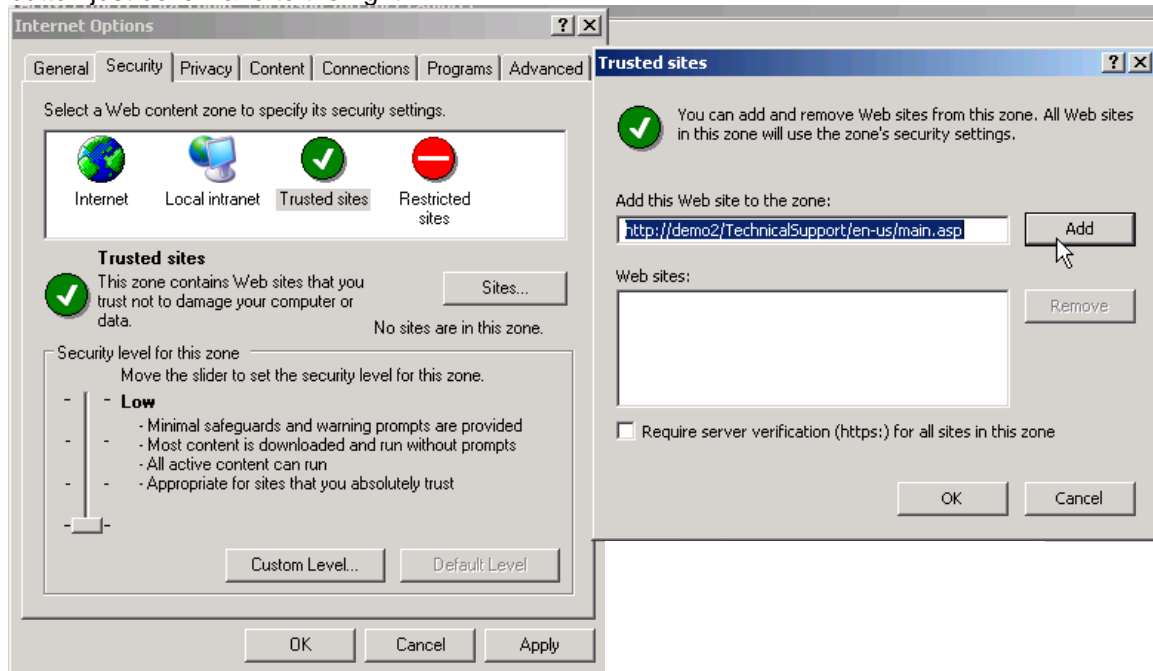 Internet Options
General Security Privacy Content Connections Programs Advanced
Select a Web content zone to specify its security settings.
Internet
Local intranet
Trusted sites
Restricted
sites
Trusted sites
This zone contains Web sites that you
trust not to damage your computer or
data.
Sites...
No sites are in this zone.
Security level for this zone
Move the slider to set the security level for this zone.
Low
- Minimal safeguards and warning prompts are provided
- Most content is downloaded and run without prompts
- All active content can run
- Appropriate for sites that you absolutely trust
Custom Level...
Default Level
OK
Cancel
Apply
Trusted sites
You can add and remove Web sites from this zone. All Web sites
in this zone will use the zone's security settings.
Add this Web site to the zone:
http://demo2/TechnicalSupport/en-us/main.asp
Add
Web sites:
Remove
Require server verification (https:) for all sites in this zone
OK
Cancel